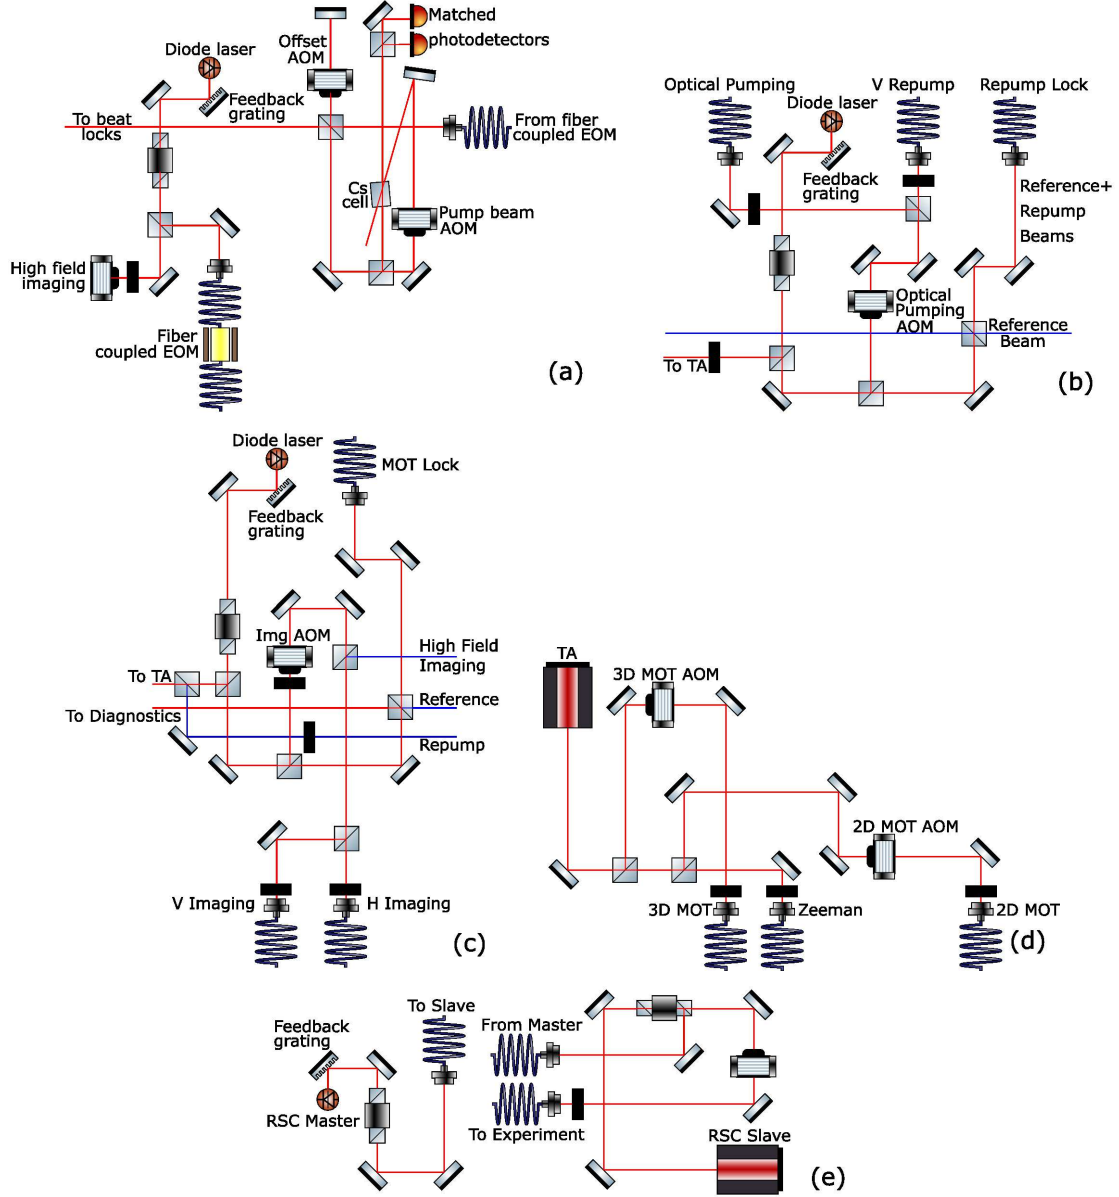 Matched
photodetectors
Diode laser
Offset
AOM
Feedback
grating
To beat
locks
From fiber
coupled EOM
Cs
cell
Pump beam
AOM
High field
imaging
Fiber
coupled EOM
(a)
Optical Pumping
V Repump
Repump Lock
Diode laser
Feedback
grating
Reference+
Repump
Beams
Optical
Pumping
AOM
Reference
Beam
To TA
(b)
Diode laser
MOT Lock
Feedback
grating
Img AOM
High Field
Imaging
To TA
Reference
To Diagnostics
Repump
V Imaging
H Imaging
(c)
TA
3D MOT AOM
2D MOT AOM
3D MOT
Zeeman
2D MOT
(d)
To Slave
Feedback
grating
From Master
RSC Master
To Experiment
RSC Slave
(e)